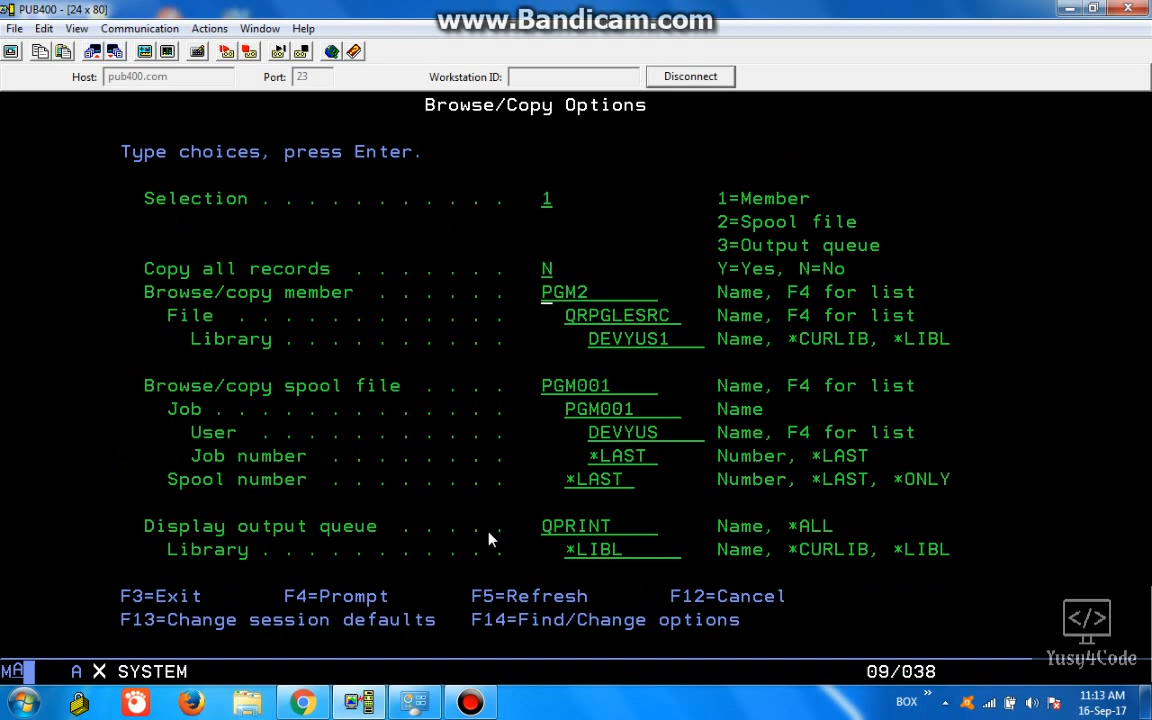 PUB400 - [24 x 80]
www.Bandicam.com
File Edit View Communication Actions Window Help
Host: pub400.com Port: 23 Workstation ID: Disconnect
Browse/Copy Options
Type choices, press Enter.
Selection . . . . . . . . . . . 1 1=Member
2=Spool file
3=Output queue
Copy all records . . . . . . . N Y=Yes, N=No
Browse/copy member . . . . . . . PGM2 Name, F4 for list
File . . . . . . . . . . . . QRPGLESRC Name, F4 for list
Library . . . . . . . . . . DEVYUS1 Name, *CURLIB, *LIBL
Browse/copy spool file . . . . PGM001 Name, F4 for list
Job . . . . . . . . . . . . . PGM001 Name
User . . . . . . . . . . . DEVYUS Name, F4 for list
Job number . . . . . . . . *LAST Number, *LAST
Spool number . . . . . . . . *LAST Number, *LAST, *ONLY
Display output queue . . . . . QPRINT Name, *ALL
Library . . . . . . . . . . . *LIBL Name, *CURLIB, *LIBL
F3=Exit F4=Prompt F5=Refresh F12=Cancel
F13=Change session defaults F14=Find/Change options
</>
Yusy4Code
MA A X SYSTEM 09/038
BOX » 11:13 AM
16-Sep-17